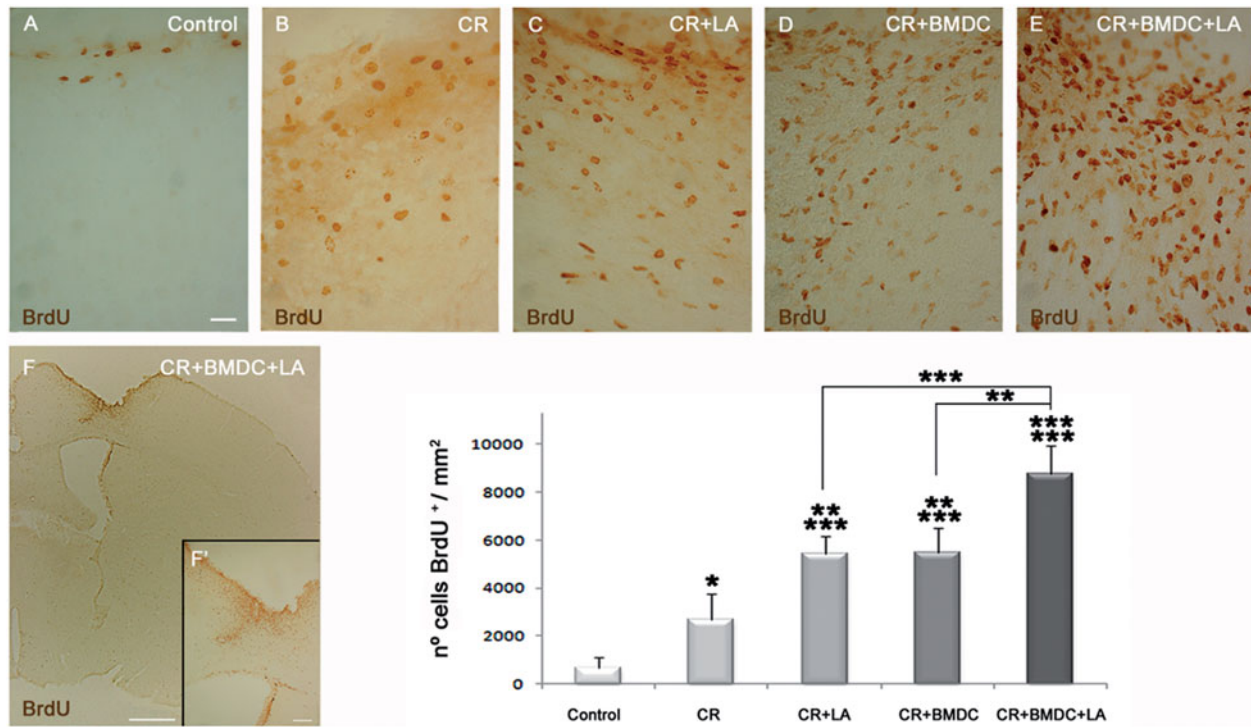 A Control
B CR
C CR+LA
D CR+BMDC
E CR+BMDC+LA
BrdU
BrdU
BrdU
BrdU
BrdU
F CR+BMDC+LA
F'
BrdU
***
**
***
***
**
***
**
***
*
nº cells BrdU ⁺/ mm²
10000
8000
6000
4000
2000
0
Control CR CR+LA CR+BMDC CR+BMDC+LA